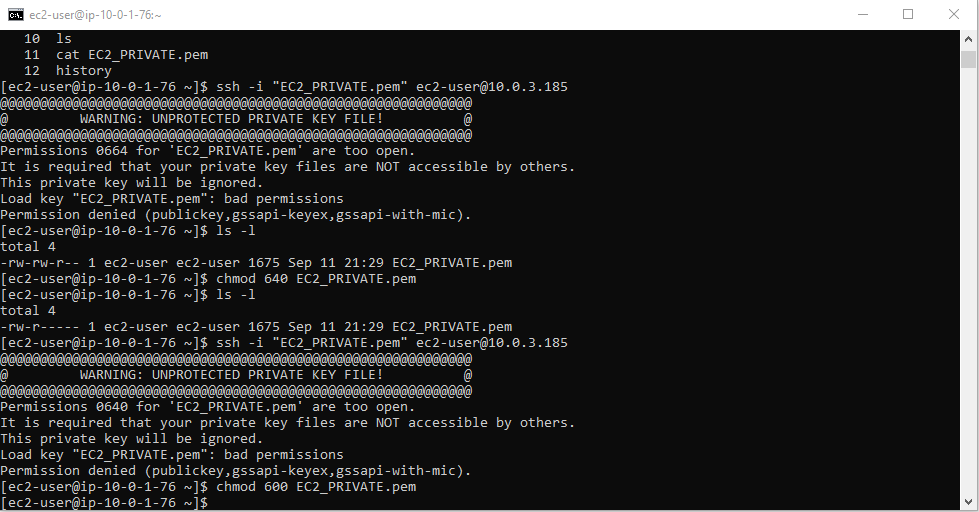 ec2-user@ip-10-0-1-76:~
10 ls
11 cat EC2_PRIVATE.pem
12 history
[ec2-user@ip-10-0-1-76 ~]$ ssh -i "EC2_PRIVATE.pem" ec2-user@10.0.3.185
@@@@@@@@@@@@@@@@@@@@@@@@@@@@@@@@@@@@@@@@@@@@@@@@@@@@@@@@@@@
@         WARNING: UNPROTECTED PRIVATE KEY FILE!          @
@@@@@@@@@@@@@@@@@@@@@@@@@@@@@@@@@@@@@@@@@@@@@@@@@@@@@@@@@@@
Permissions 0664 for 'EC2_PRIVATE.pem' are too open.
It is required that your private key files are NOT accessible by others.
This private key will be ignored.
Load key "EC2_PRIVATE.pem": bad permissions
Permission denied (publickey,gssapi-keyex,gssapi-with-mic).
[ec2-user@ip-10-0-1-76 ~]$ ls -l
total 4
-rw-rw-r-- 1 ec2-user ec2-user 1675 Sep 11 21:29 EC2_PRIVATE.pem
[ec2-user@ip-10-0-1-76 ~]$ chmod 640 EC2_PRIVATE.pem
[ec2-user@ip-10-0-1-76 ~]$ ls -l
total 4
-rw-r----- 1 ec2-user ec2-user 1675 Sep 11 21:29 EC2_PRIVATE.pem
[ec2-user@ip-10-0-1-76 ~]$ ssh -i "EC2_PRIVATE.pem" ec2-user@10.0.3.185
@@@@@@@@@@@@@@@@@@@@@@@@@@@@@@@@@@@@@@@@@@@@@@@@@@@@@@@@@@@
@         WARNING: UNPROTECTED PRIVATE KEY FILE!          @
@@@@@@@@@@@@@@@@@@@@@@@@@@@@@@@@@@@@@@@@@@@@@@@@@@@@@@@@@@@
Permissions 0640 for 'EC2_PRIVATE.pem' are too open.
It is required that your private key files are NOT accessible by others.
This private key will be ignored.
Load key "EC2_PRIVATE.pem": bad permissions
Permission denied (publickey,gssapi-keyex,gssapi-with-mic).
[ec2-user@ip-10-0-1-76 ~]$ chmod 600 EC2_PRIVATE.pem
[ec2-user@ip-10-0-1-76 ~]$